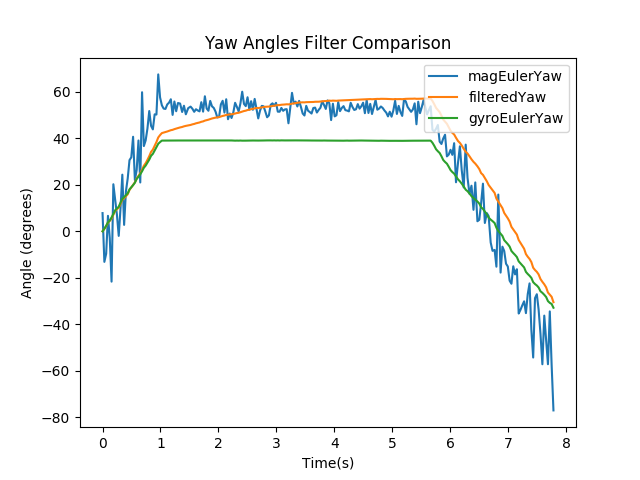 Yaw Angles Filter Comparison
magEulerYaw
filteredYaw
gyroEulerYaw
Angle (degrees)
60
40
20
0
−20
−40
−60
−80
0 1 2 3 4 5 6 7 8
Time(s)